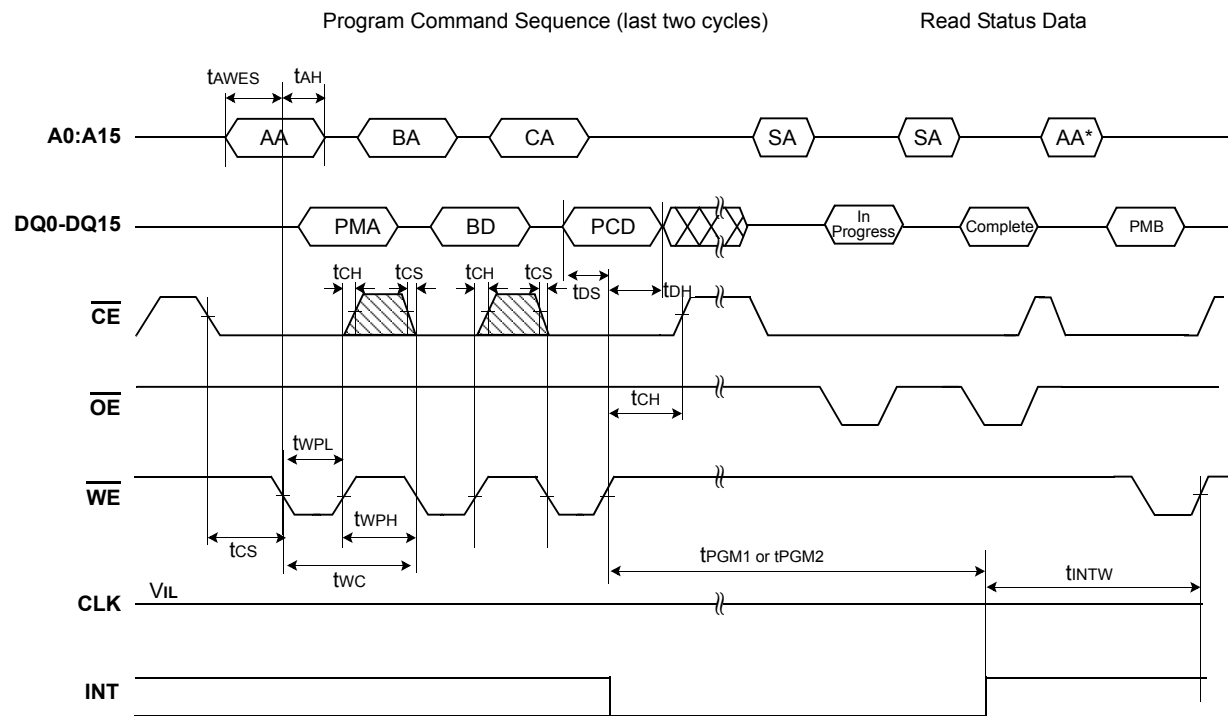 Program Command Sequence (last two cycles) Read Status Data
tAWES tAH
A0:A15 AA BA CA SA SA AA*
DQ0-DQ15 PMA BD PCD In Progress Complete PMB
tCH tCS tCH tCS tDS tDH
CE
OE tCH
tWPL
WE
tWPH
tCS tPGM1 or tPGM2 tINTW
tWC
CLK VIL
INT